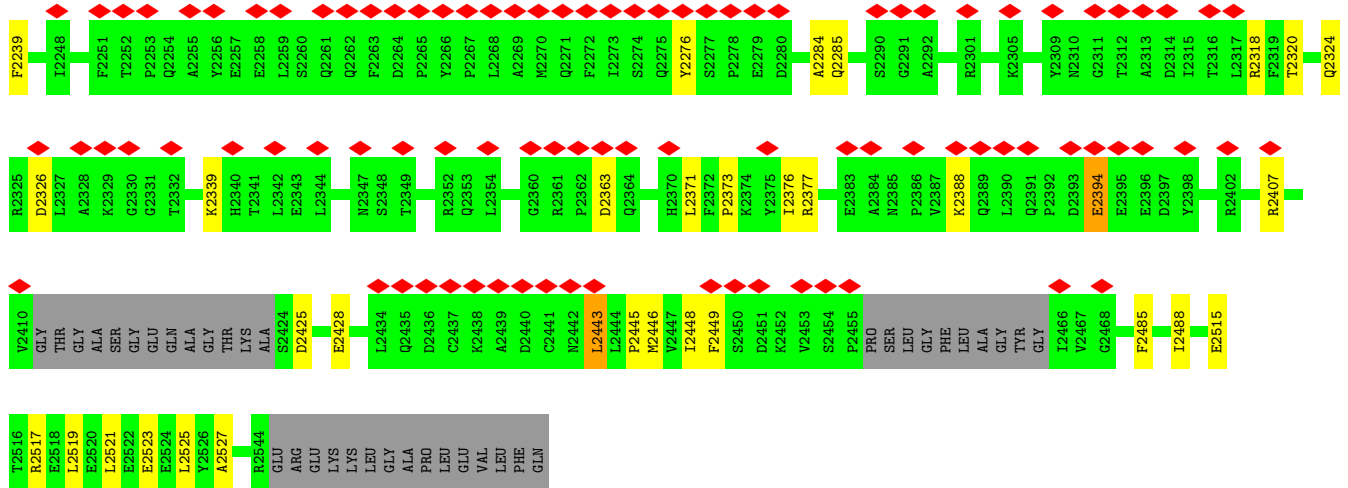 F2239 I2248 F2251 T2252 P2253 Q2254 A2255 Y2256 E2257 E2258 L2259 S2260 Q2261 Q2262 F2263 D2264 P2265 Y2266 P2267 L2268 A2269 M2270 Q2271 F2272 I2273 S2274 Q2275 Y2276 S2277 P2278 E2279 D2280 A2284 Q2285 S2290 G2291 A2292 R2301 K2305 Y2309 N2310 G2311 T2312 A2313 D2314 I2315 T2316 L2317 R2318 F2319 T2320 Q2324
R2325 D2326 L2327 A2328 K2329 G2330 G2331 T2332 K2339 H2340 T2341 L2342 E2343 L2344 N2347 S2348 T2349 R2352 Q2353 L2354 G2360 R2361 P2362 D2363 Q2364 H2370 L2371 F2372 P2373 K2374 Y2375 I2376 R2377 E2383 A2384 N2385 P2386 V2387 K2388 Q2389 L2390 Q2391 P2392 D2393 E2394 E2395 E2396 D2397 Y2398 R2402 R2407
V2410 GLY THR GLY ALA SER GLY GLU GLN ALA GLY THR LYS ALA S2424 D2425 E2428 L2434 Q2435 D2436 C2437 K2438 A2439 D2440 C2441 N2442 L2443 L2444 P2445 M2446 V2447 I2448 F2449 S2450 D2451 K2452 V2453 S2454 P2455 PRO SER LEU GLY PHE LEU ALA GLY TYR GLY I2466 V2467 G2468 F2485 I2488 E2515
T2516 R2517 E2518 L2519 E2520 L2521 E2522 E2523 E2524 L2525 Y2526 A2527 R2544 GLU ARG GLU LYS LYS LEU GLY ALA PRO LEU GLU VAL LEU PHE GLN